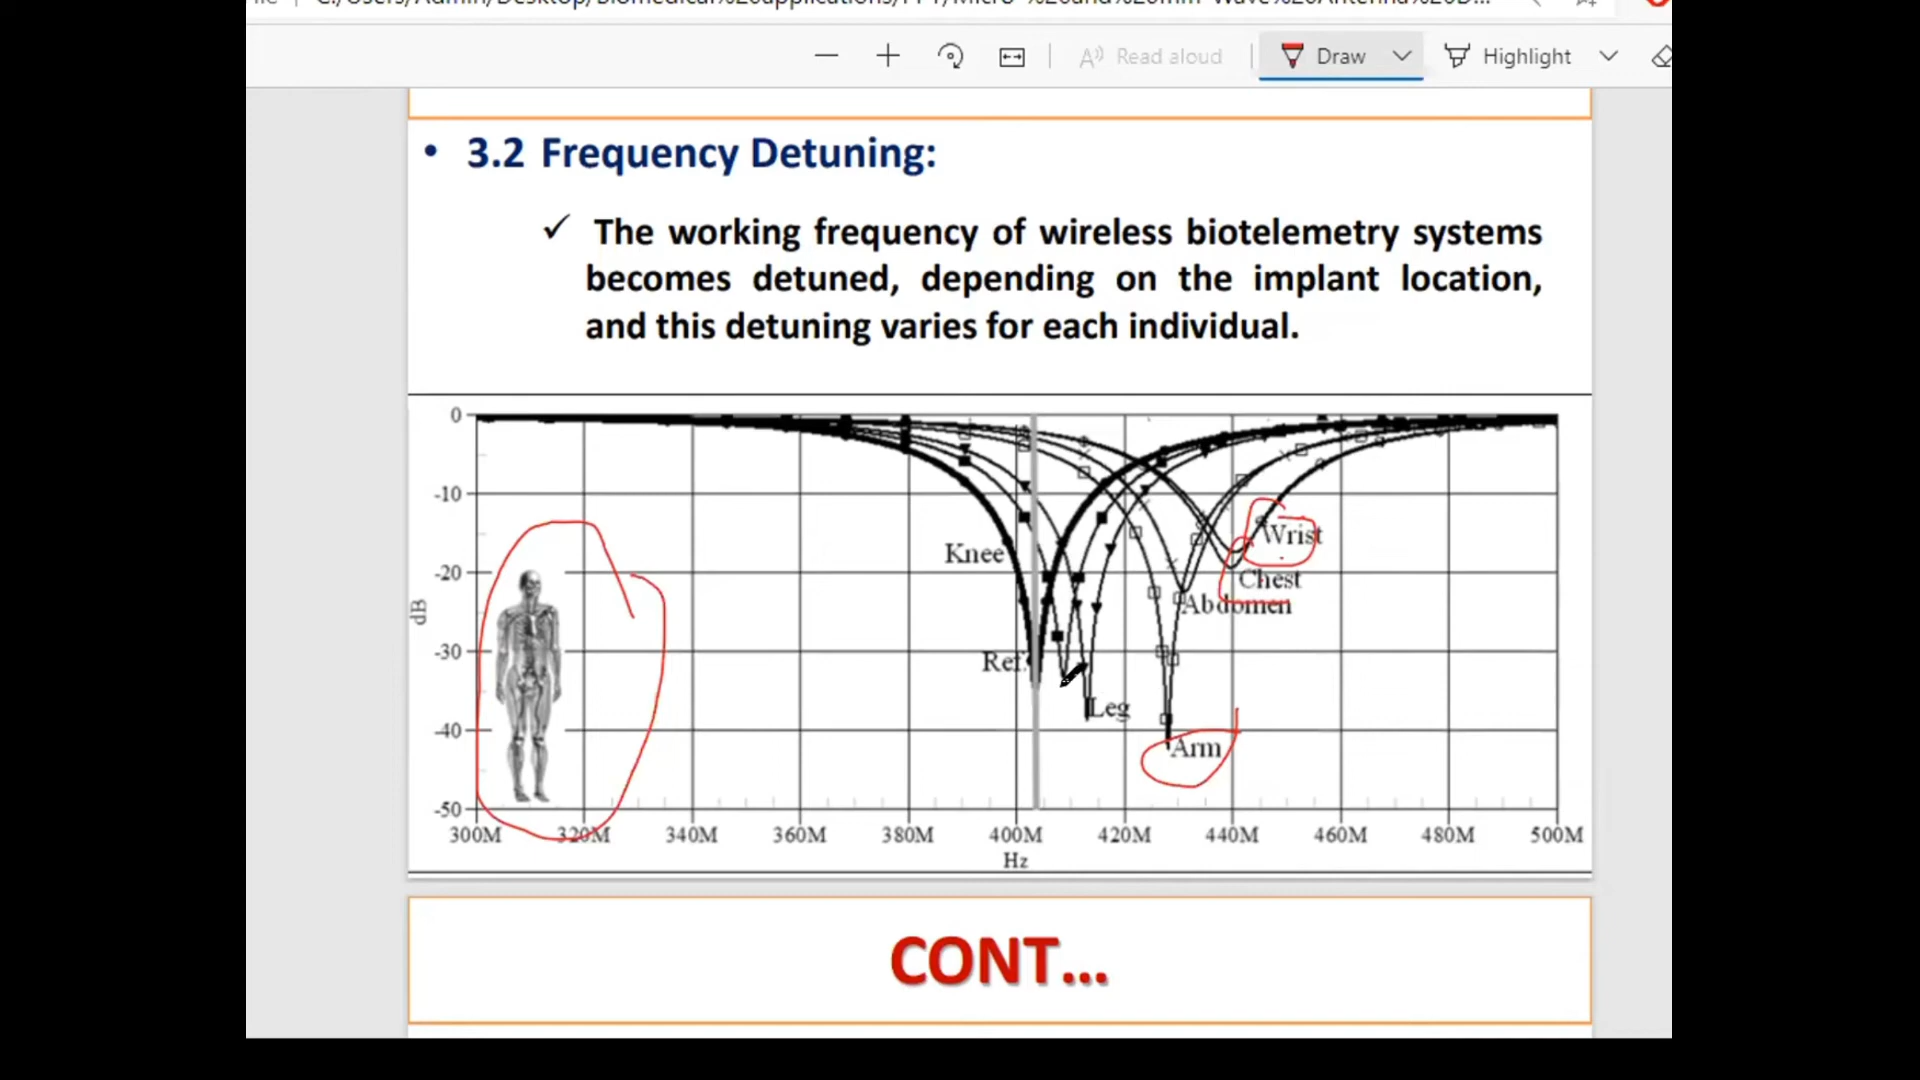 Read aloud
Draw
Highlight
• 3.2 Frequency Detuning:
✓ The working frequency of wireless biotelemetry systems
becomes detuned, depending on the implant location,
and this detuning varies for each individual.
0
-10
-20
-30
-40
-50
dB
Knee
Ref.
Leg
Arm
Wrist
Chest
Abdomen
300M 320M 340M 360M 380M 400M 420M 440M 460M 480M 500M
Hz
CONT...